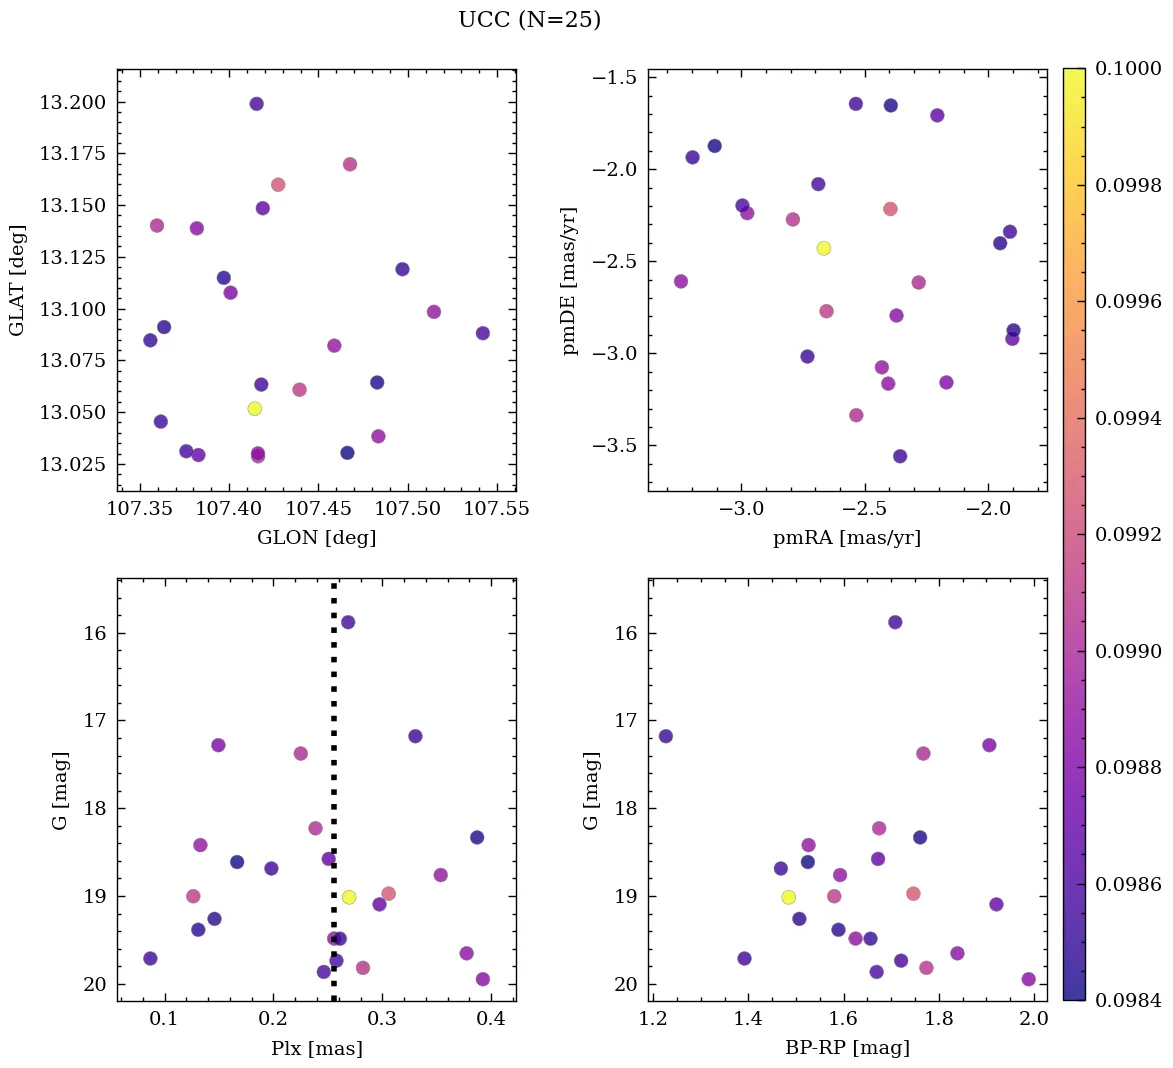 UCC (N=25)
13.200
13.175
13.150
13.125
13.100
13.075
13.050
13.025
GLAT [deg]
107.35 107.40 107.45 107.50 107.55
GLON [deg]
−1.5
−2.0
−2.5
−3.0
−3.5
pmDE [mas/yr]
−3.0 −2.5 −2.0
pmRA [mas/yr]
16
17
18
19
20
G [mag]
0.1 0.2 0.3 0.4
Plx [mas]
16
17
18
19
20
G [mag]
1.2 1.4 1.6 1.8 2.0
BP-RP [mag]
0.1000
0.0998
0.0996
0.0994
0.0992
0.0990
0.0988
0.0986
0.0984